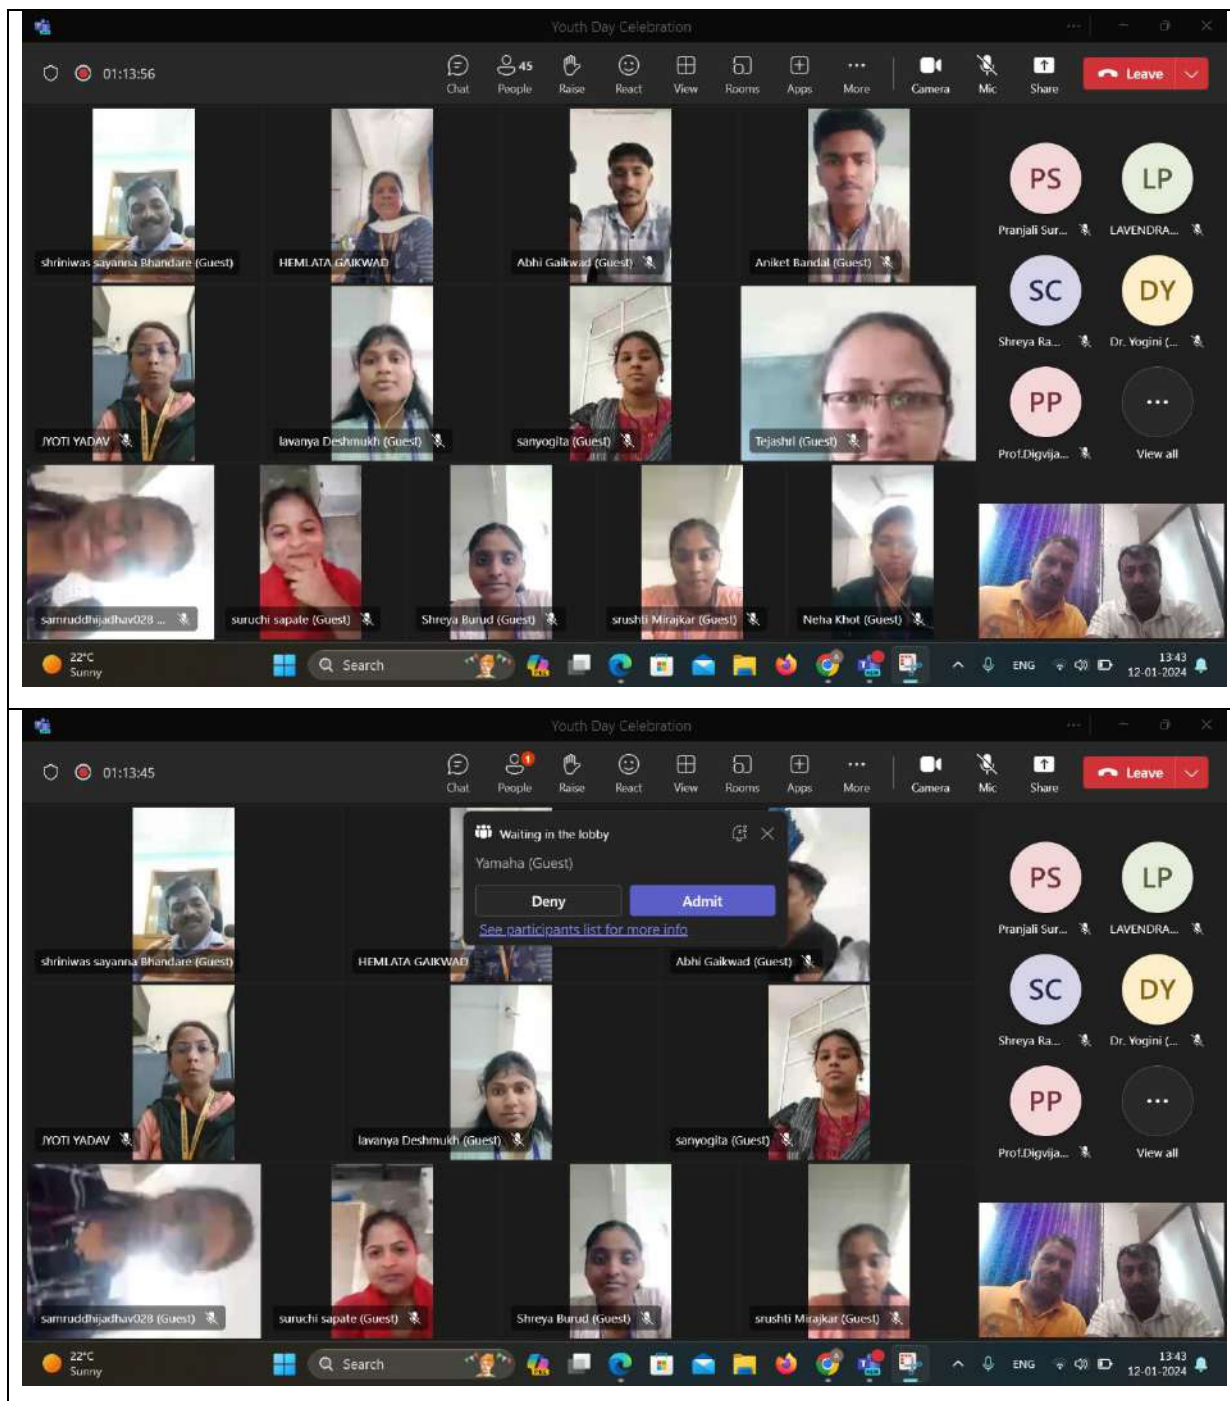 Youth Day Celebration
01:13:56
45
Chat People Raise React View Rooms Apps More Camera Mic Share Leave
shriniwas sayanna Bhandare (Guest) HEMLATA GAIKWAD Abhi Gaikwad (Guest) Aniket Bandal (Guest)
PS LP
Pranjali Sur... LAVENDRA...
SC DY
Shreya Ra... Dr. Yogini (...
JYOTI YADAV lavanya Deshmukh (Guest) sanyogita (Guest) Tejashri (Guest)
PP ...
Prof.Digvija... View all
samruddhijadhav028 ... suruchi sapate (Guest) Shreya Burud (Guest) srushti Mirajkar (Guest) Neha Khot (Guest)
22°C
Sunny
Search
ENG
13:43
12-01-2024
Youth Day Celebration
01:13:45
1
Chat People Raise React View Rooms Apps More Camera Mic Share Leave
Waiting in the lobby
Yamaha (Guest)
Deny Admit
See participants list for more info
shriniwas sayanna Bhandare (Guest) HEMLATA GAIKWAD Abhi Gaikwad (Guest)
PS LP
Pranjali Sur... LAVENDRA...
SC DY
Shreya Ra... Dr. Yogini (...
JYOTI YADAV lavanya Deshmukh (Guest) sanyogita (Guest)
PP ...
Prof.Digvija... View all
samruddhijadhav028 (Guest) suruchi sapate (Guest) Shreya Burud (Guest) srushti Mirajkar (Guest)
22°C
Sunny
Search
ENG
13:43
12-01-2024